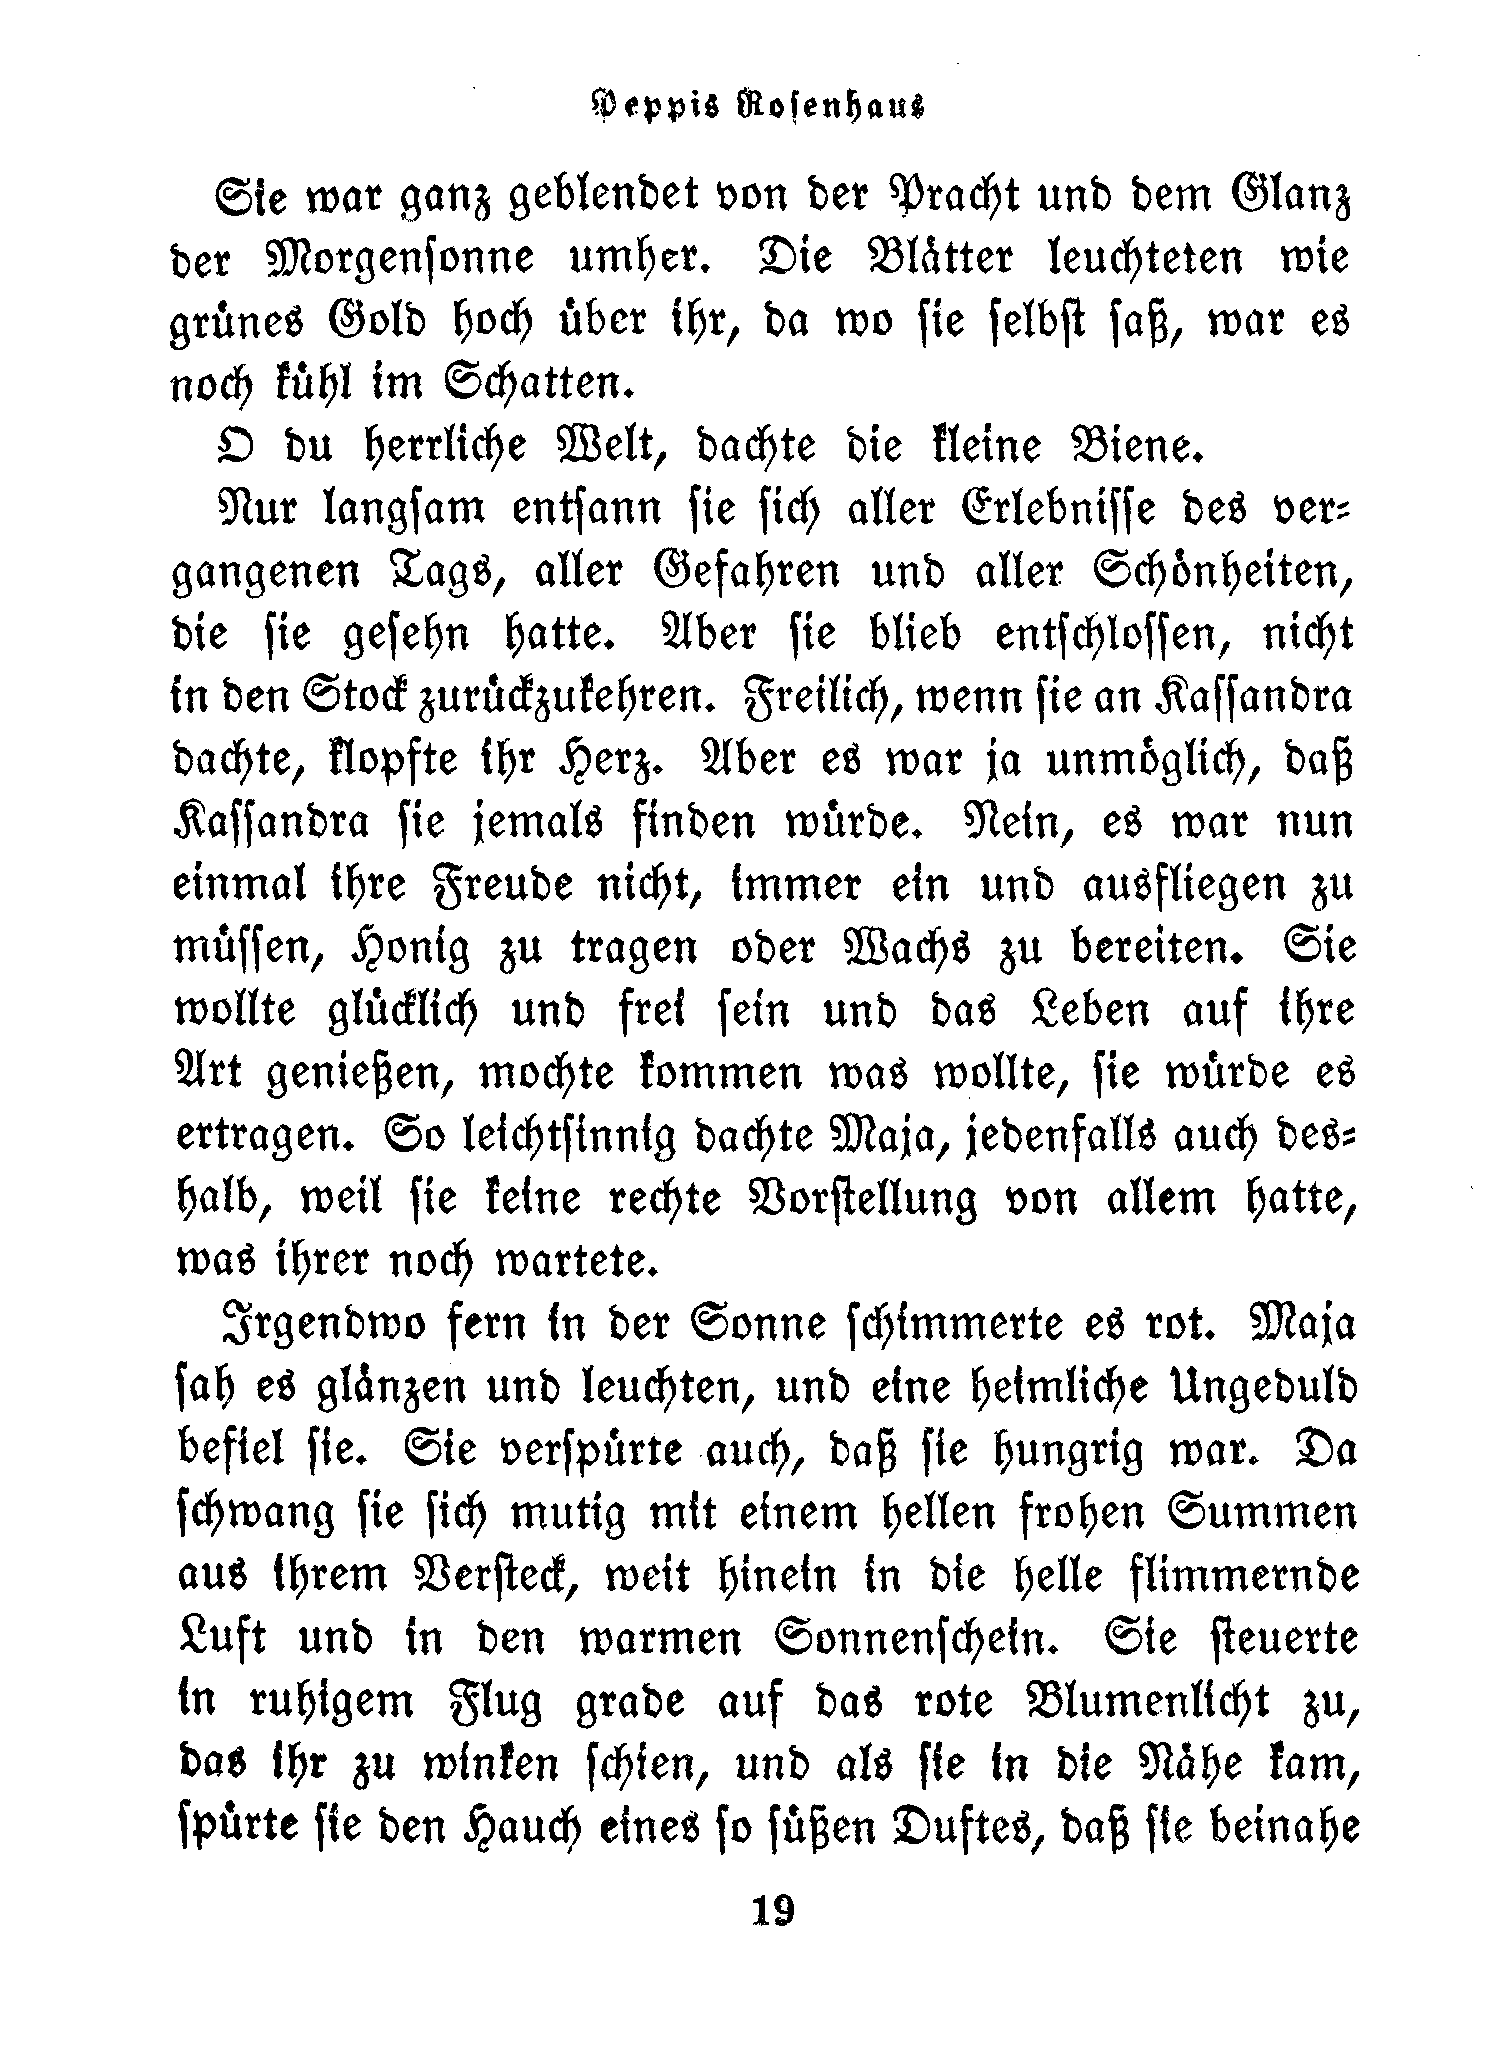 Peppis Rosenhaus
Sie war ganz geblendet von der Pracht und dem Glanz
der Morgensonne umher. Die Blätter leuchteten wie
grünes Gold hoch über ihr, da wo sie selbst saß, war es
noch kühl im Schatten.
O du herrliche Welt, dachte die kleine Biene.
Nur langsam entsann sie sich aller Erlebnisse des ver-
gangenen Tags, aller Gefahren und aller Schönheiten,
die sie gesehn hatte. Aber sie blieb entschlossen, nicht
in den Stock zurückzukehren. Freilich, wenn sie an Kassandra
dachte, klopfte ihr Herz. Aber es war ja unmöglich, daß
Kassandra sie jemals finden würde. Nein, es war nun
einmal ihre Freude nicht, immer ein und ausfliegen zu
müssen, Honig zu tragen oder Wachs zu bereiten. Sie
wollte glücklich und frei sein und das Leben auf ihre
Art genießen, mochte kommen was wollte, sie würde es
ertragen. So leichtsinnig dachte Maja, jedenfalls auch des-
halb, weil sie keine rechte Vorstellung von allem hatte,
was ihrer noch wartete.
Irgendwo fern in der Sonne schimmerte es rot. Maja
sah es glänzen und leuchten, und eine heimliche Ungeduld
befiel sie. Sie verspürte auch, daß sie hungrig war. Da
schwang sie sich mutig mit einem hellen frohen Summen
aus ihrem Versteck, weit hinein in die helle flimmernde
Luft und in den warmen Sonnenschein. Sie steuerte
in ruhigem Flug grade auf das rote Blumenlicht zu,
das ihr zu winken schien, und als sie in die Nähe kam,
spürte sie den Hauch eines so süßen Duftes, daß sie beinahe
19